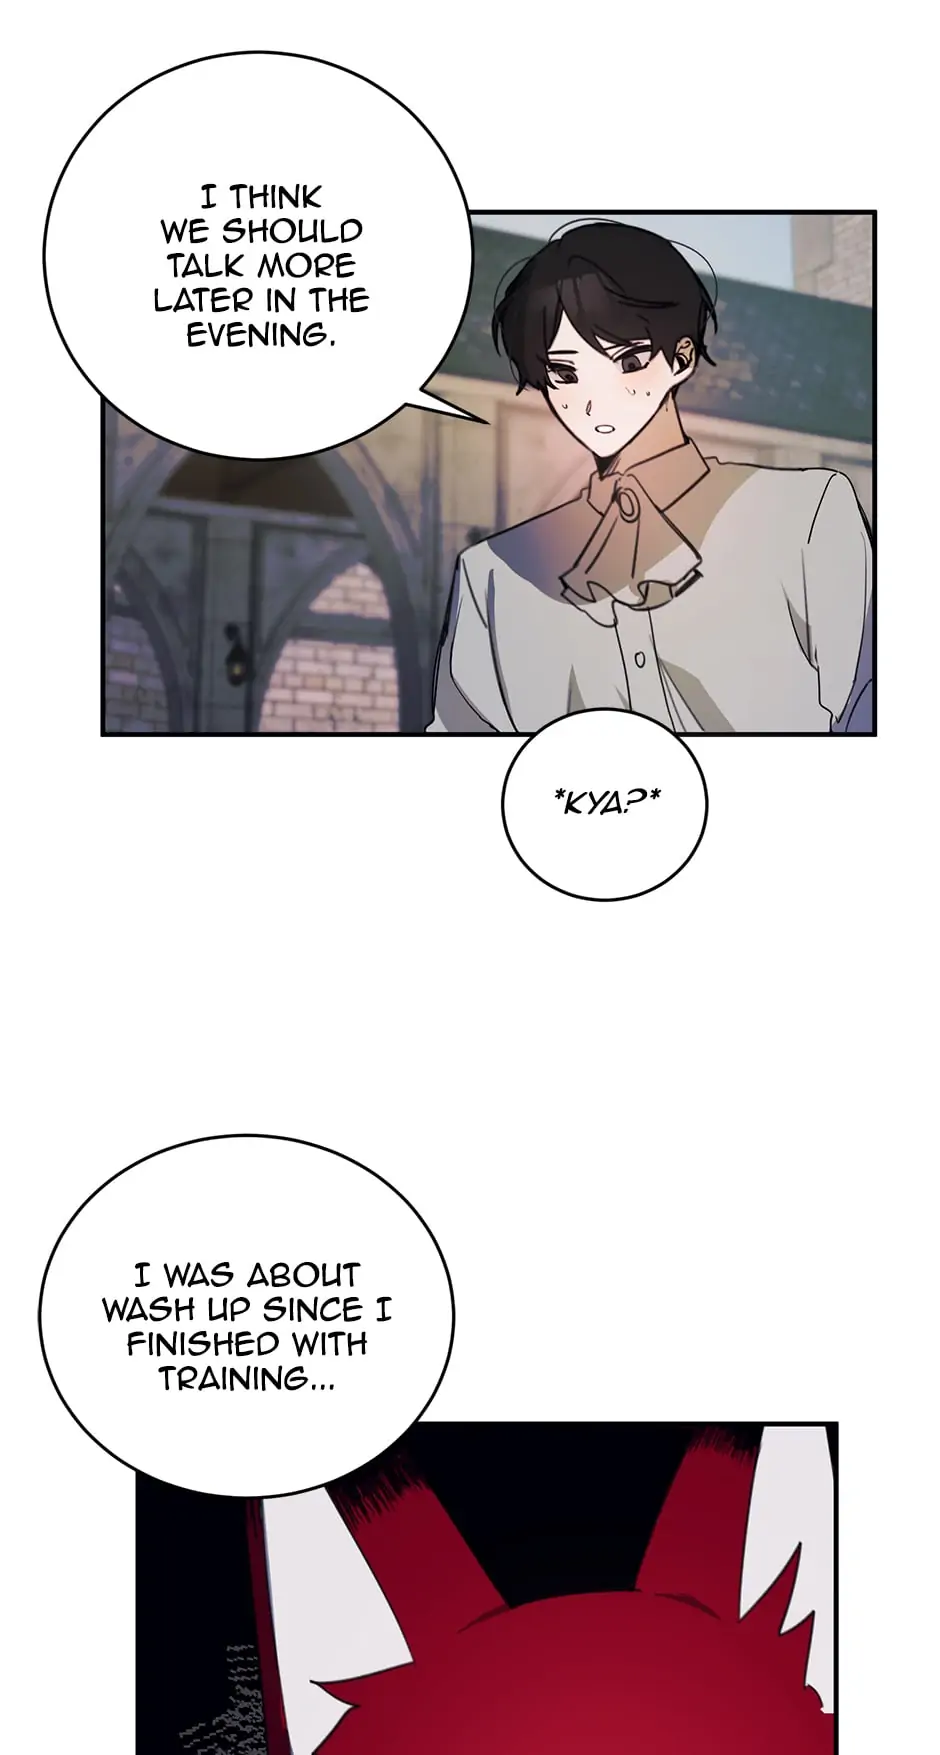 I THINK
WE SHOULD
TALK MORE
LATER IN THE
EVENING.
*KYA?*
I WAS ABOUT
WASH UP SINCE I
FINISHED WITH
TRAINING...